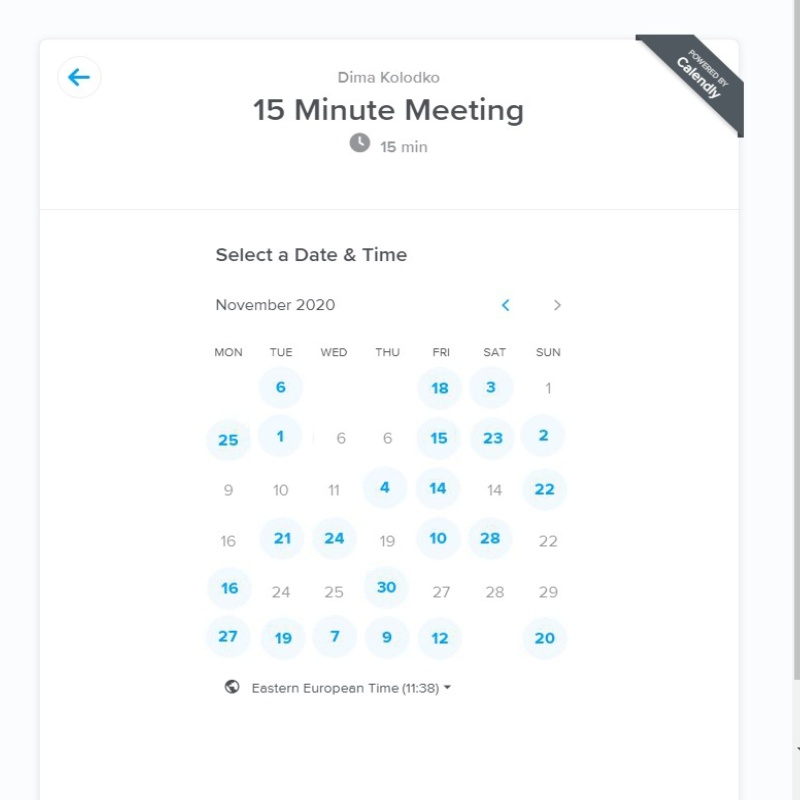 POWERED BY
Calendly
Dima Kolodko
15 Minute Meeting
15 min
Select a Date & Time
November 2020
MON TUE WED THU FRI SAT SUN
6 18 3 1
25 1 6 6 15 23 2
9 10 11 4 14 14 22
16 21 24 19 10 28 22
16 24 25 30 27 28 29
27 19 7 9 12 20
Eastern European Time (11:38)